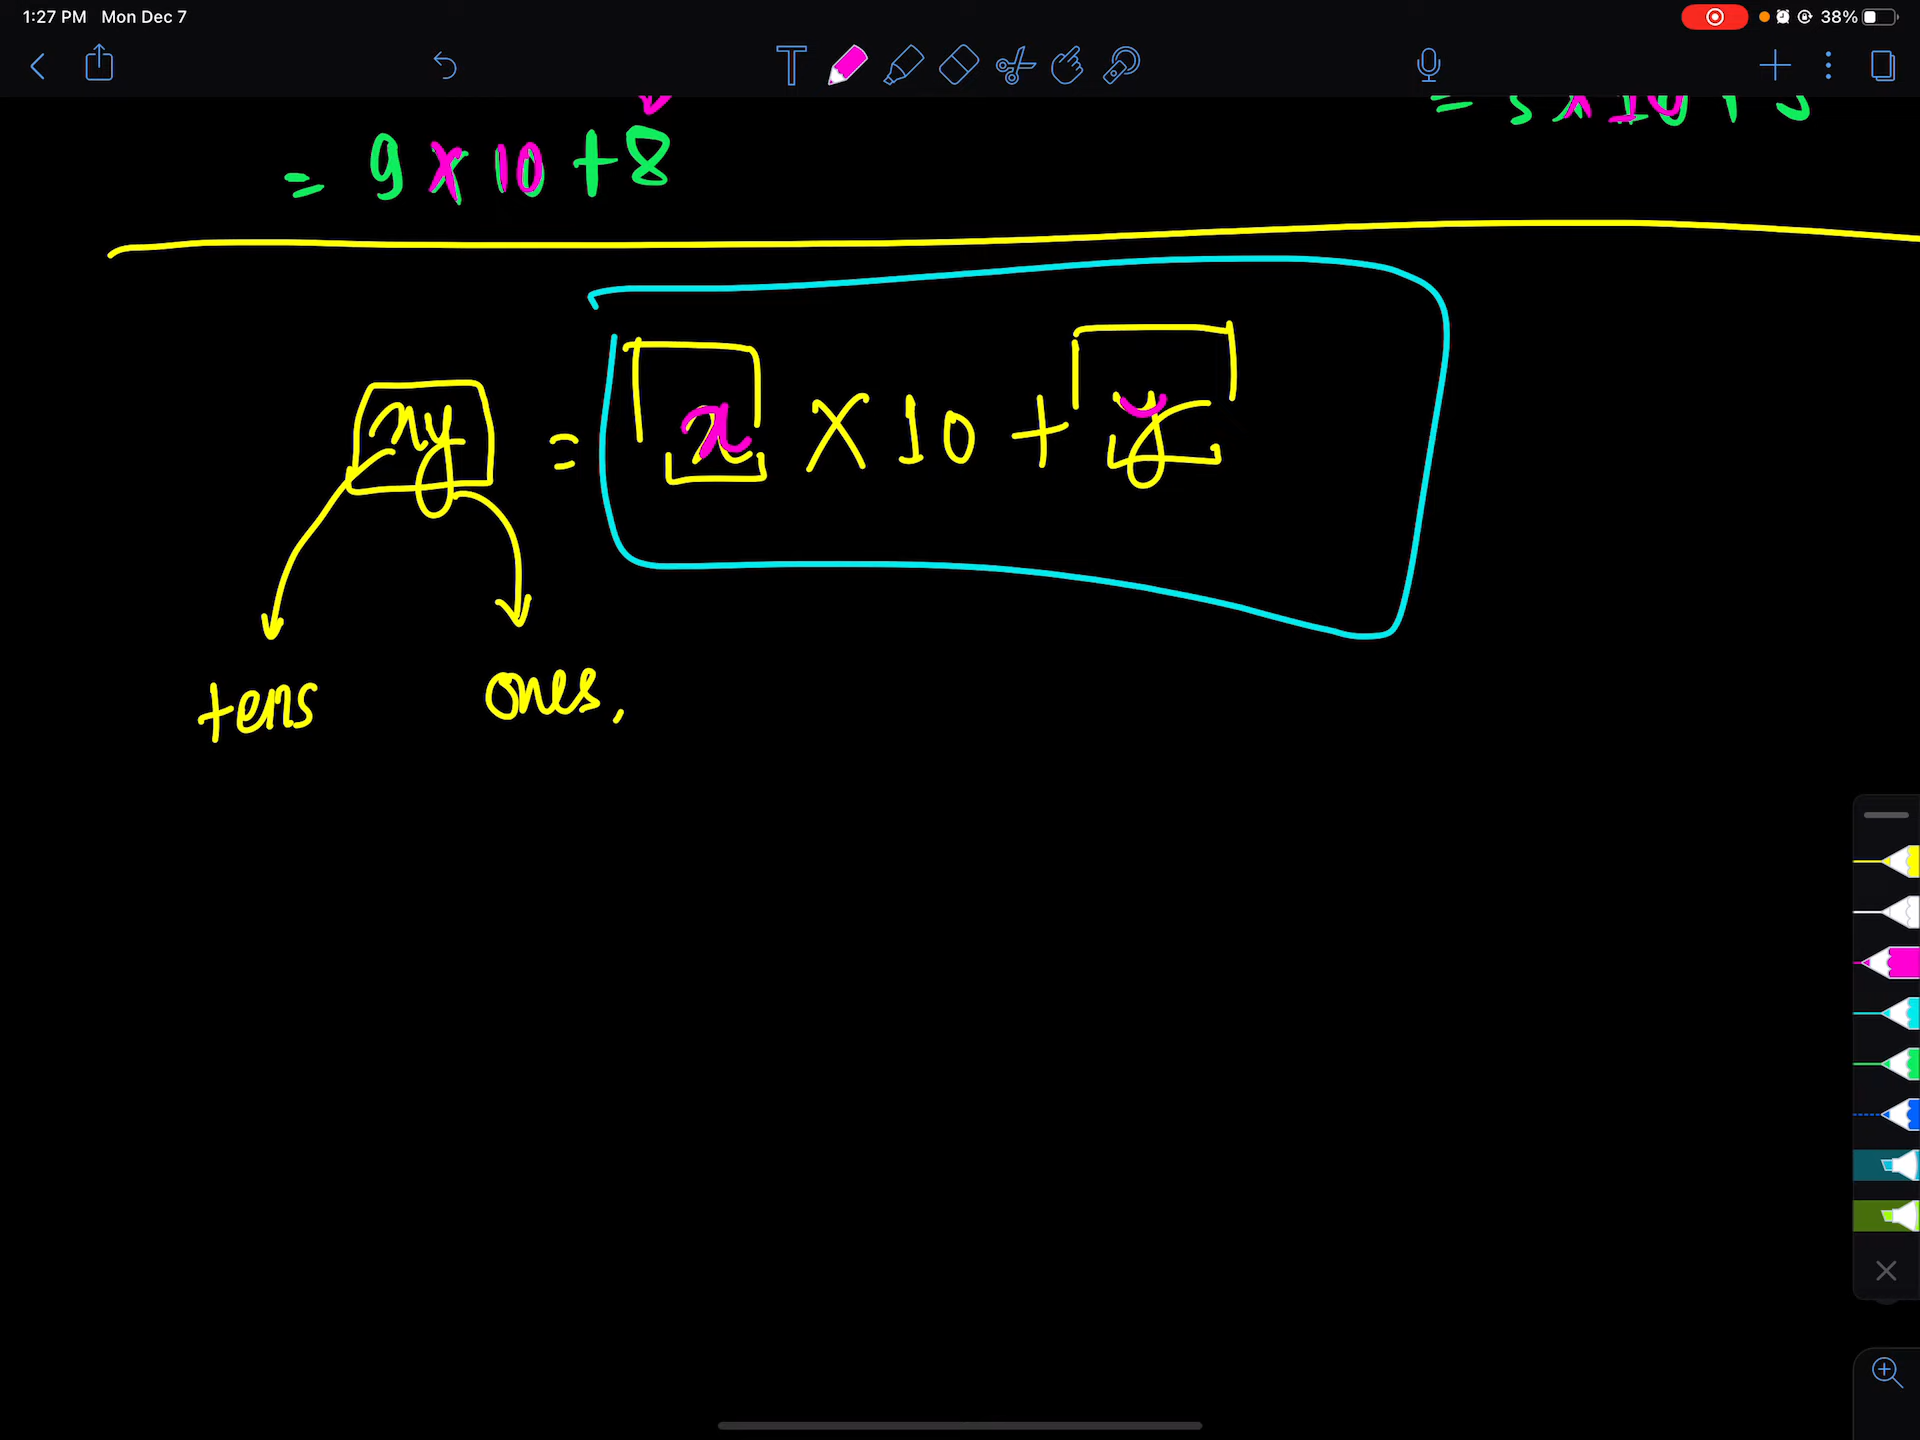 1:27 PM Mon Dec 7 38%
= 9 x 10 + 8
xy = x X 10 + y
tens ones,